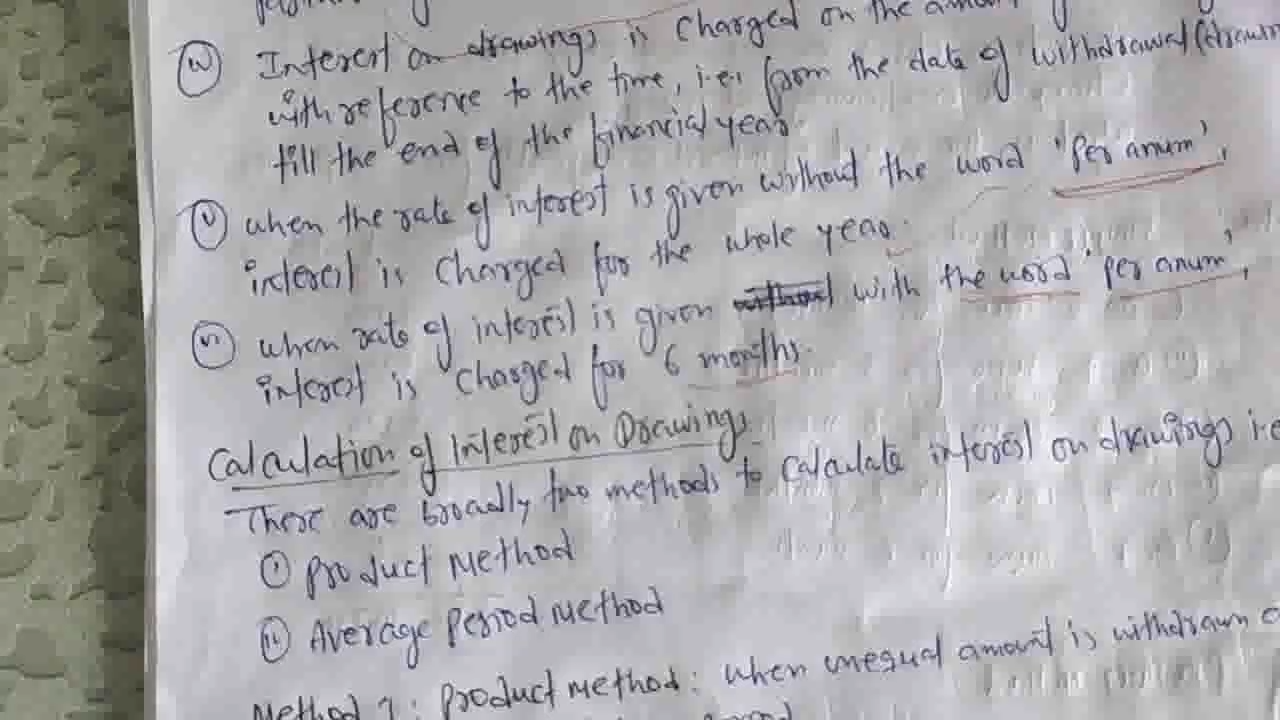 (iv) Interest on drawings is charged on the amount
with reference to the time, i.e. from the date of withdrawal (drawin
till the end of the financial year.
(v) when the rate of interest is given without the word 'per anum',
interest is charged for the whole year.
(vi) when rate of interest is given with the word 'per anum',
interest is charged for 6 months.
Calculation of Interest on Drawings
There are broadly two methods to calculate interest on drawings i.e
(i) Product Method
(ii) Average Period Method
Method 1: Product method: when unequal amount is withdrawn